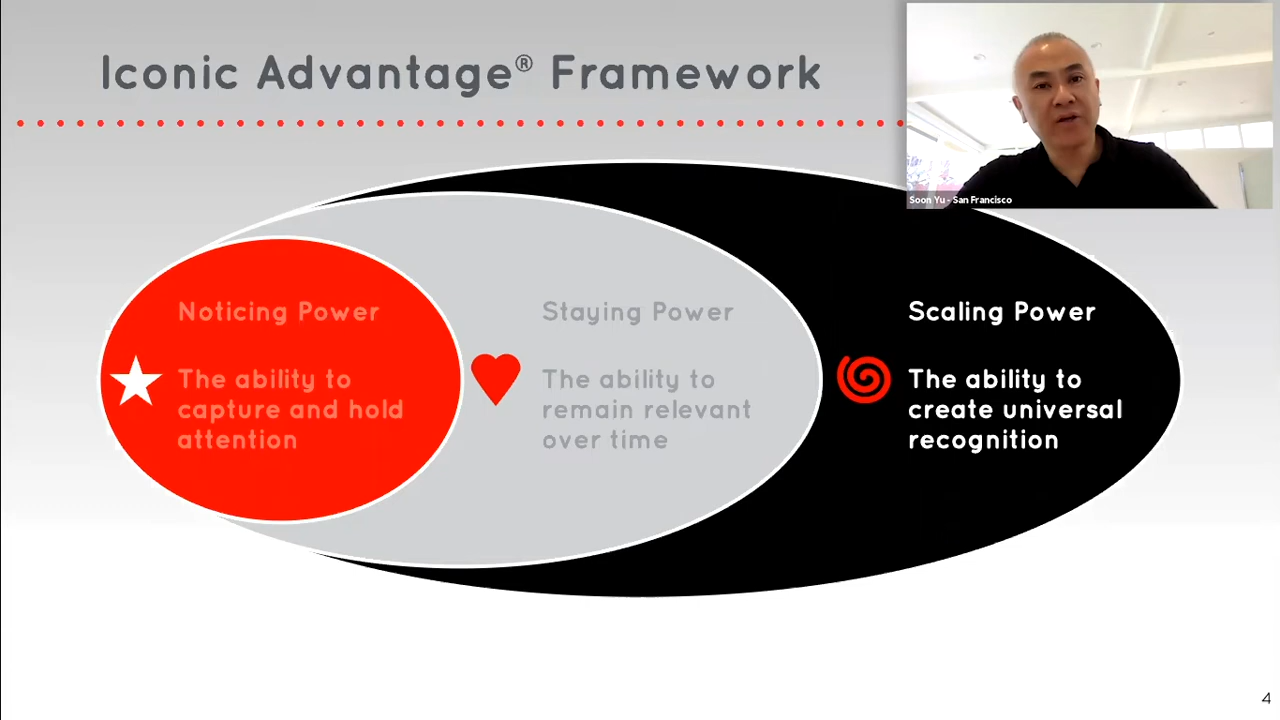 Iconic Advantage® Framework
Soon Yu - San Francisco
Noticing Power
The ability to
capture and hold
attention
Staying Power
The ability to
remain relevant
over time
Scaling Power
The ability to
create universal
recognition
4